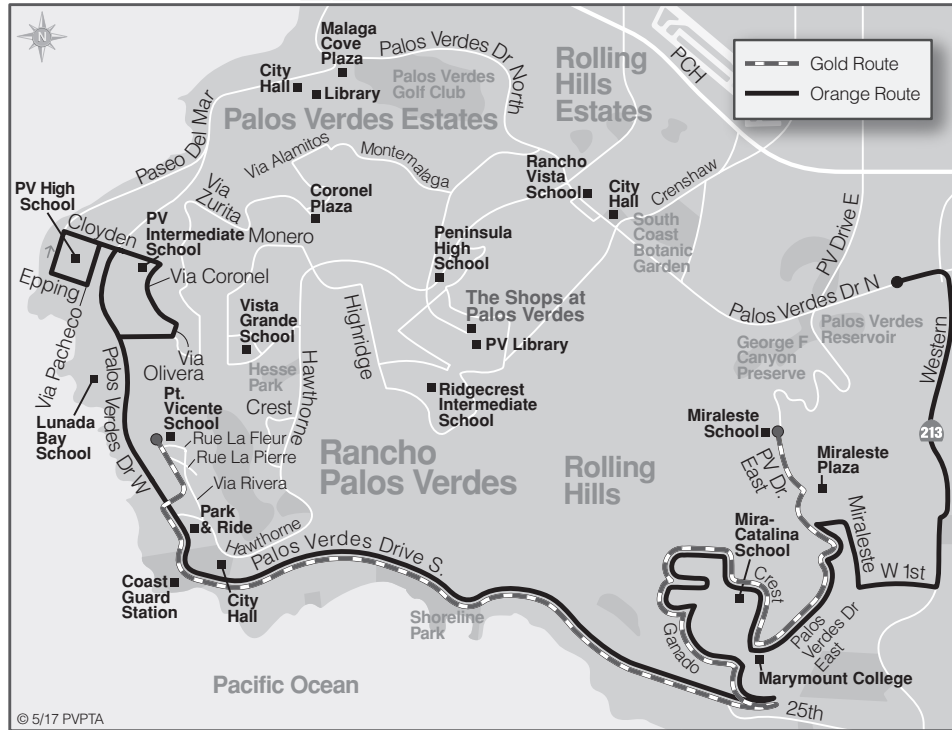 N
Malaga
Cove
Plaza
Palos Verdes Dr North
Rolling
Hills
Estates
PCH
Gold Route
Orange Route
City
Hall
Library
Palos Verdes
Golf Club
Palos Verdes Estates
Paseo Del Mar
Via Alamitos
Montemalaga
Rancho
Vista
School
City
Hall
Crenshaw
PV High
School
Via
Zurita
Coronel
Plaza
South
Coast
Botanic
Garden
PV Drive E
Cloyden
PV
Intermediate
School
Monero
Peninsula
High
School
Epping
Via Coronel
The Shops at
Palos Verdes
Palos Verdes Dr N
Vista
Grande
School
Highridge
PV Library
Palos Verdes
Reservoir
Western
Via Pacheco
Via
Olivera
Hesse
Park
Hawthorne
George F
Canyon
Preserve
Palos Verdes Dr W
Crest
Ridgecrest
Intermediate
School
Lunada
Bay
School
Pt.
Vicente
School
Rue La Fleur
Rue La Pierre
Miraleste
School
213
Rancho
Palos Verdes
Rolling
Hills
PV Dr.
East
Miraleste
Plaza
Via Rivera
Park
& Ride
Hawthorne
Palos Verdes Drive S.
Mira-
Catalina
School
Miraleste
W 1st
Crest
Coast
Guard
Station
City
Hall
Shoreline
Park
Ganado
Palos
Verdes Dr
East
Marymount College
Pacific Ocean
25th
© 5/17 PVPTA